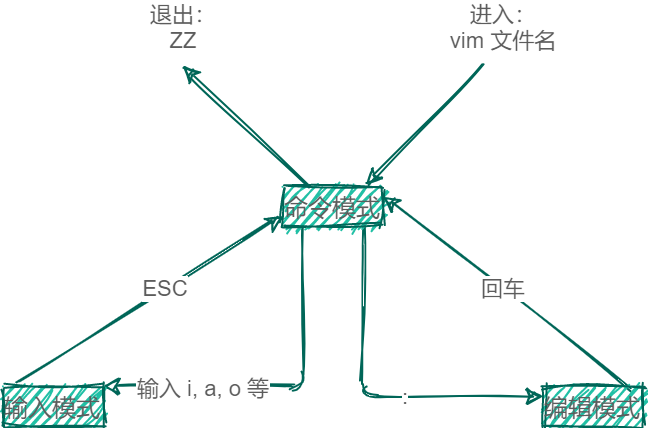 退出:
ZZ
进入:
vim 文件名
命令模式
ESC
回车
输入 i, a, o 等
:
输入模式
编辑模式